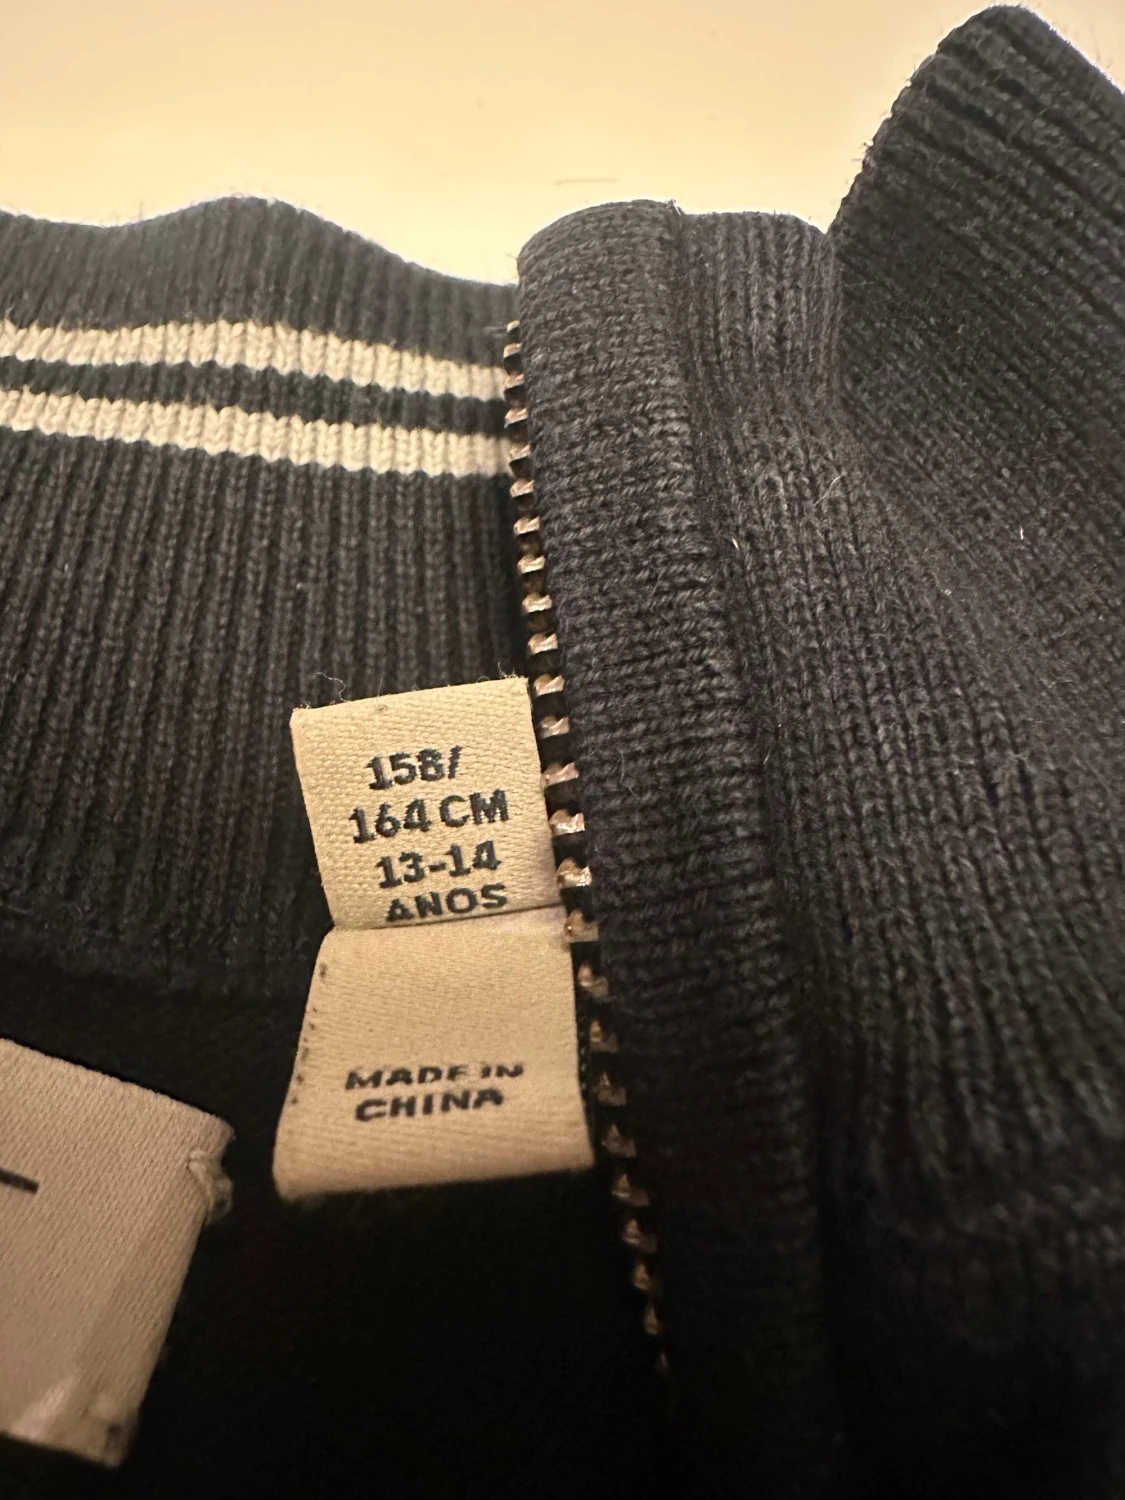 158/
164 CM
13-14
ANOS
MADE IN
CHINA